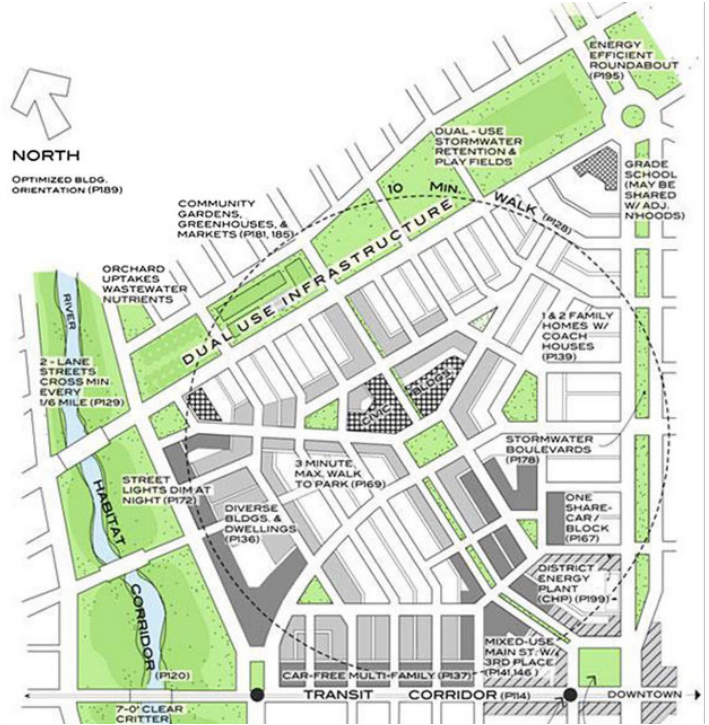 ENERGY
EFFICIENT
ROUNDABOUT
(P195)
DUAL - USE
STORMWATER
RETENTION &
PLAY FIELDS
NORTH
OPTIMIZED BLDG.
ORIENTATION (P189)
GRADE
SCHOOL
(MAY BE
SHARED
W/ ADJ.
N'HOODS)
10 MIN. WALK (P128)
COMMUNITY
GARDENS,
GREENHOUSES, &
MARKETS (P181, 185)
DUAL USE INFRASTRUCTURE
ORCHARD
UPTAKES
WASTEWATER
NUTRIENTS
RIVER
1 & 2 FAMILY
HOMES W/
COACH
HOUSES
(P139)
2 - LANE
STREETS
CROSS MIN.
EVERY
1/6 MILE (P129)
CIVIC BLDGS
STORMWATER
BOULEVARDS
(P178)
3 MINUTE,
MAX, WALK
TO PARK (P169)
STREET
LIGHTS DIM AT
NIGHT (P172)
HABITAT CORRIDOR
(P120)
DIVERSE
BLDGS. &
DWELLINGS
(P136)
ONE
SHARE-
CAR /
BLOCK
(P167)
DISTRICT
ENERGY
PLANT
(CHP) (P199)
MIXED-USE
MAIN ST. W/
3RD PLACE
(P141,146)
CAR-FREE MULTI-FAMILY (P137)
TRANSIT CORRIDOR (P114)
DOWNTOWN
7'-0" CLEAR
CRITTER